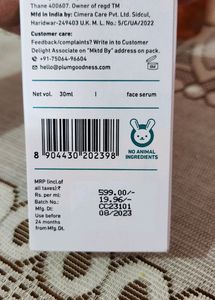 Thane 400607. Owner of regd TM
Mfd in India by: Cimera Care Pvt. Ltd. Sidcul,
Haridwar-249403 U.K. M. L. No.: 5/C/UA/2022
Customer care:
Feedback/complaints? Write in to Customer
Delight Associate on "Mktd By" address on pack.
+91-75064-96604
hello@plumgoodness.com
Net vol. 30ml | face serum
8 904430 202398
NO ANIMAL
INGREDIENTS
MRP (incl.of
all taxes):₹ 599.00/-
Rs. per ml: 19.96/-
Batch no.: CC23101
Mfg. Dt: 08/2023
Use before
24 months
from Mfg.Dt.